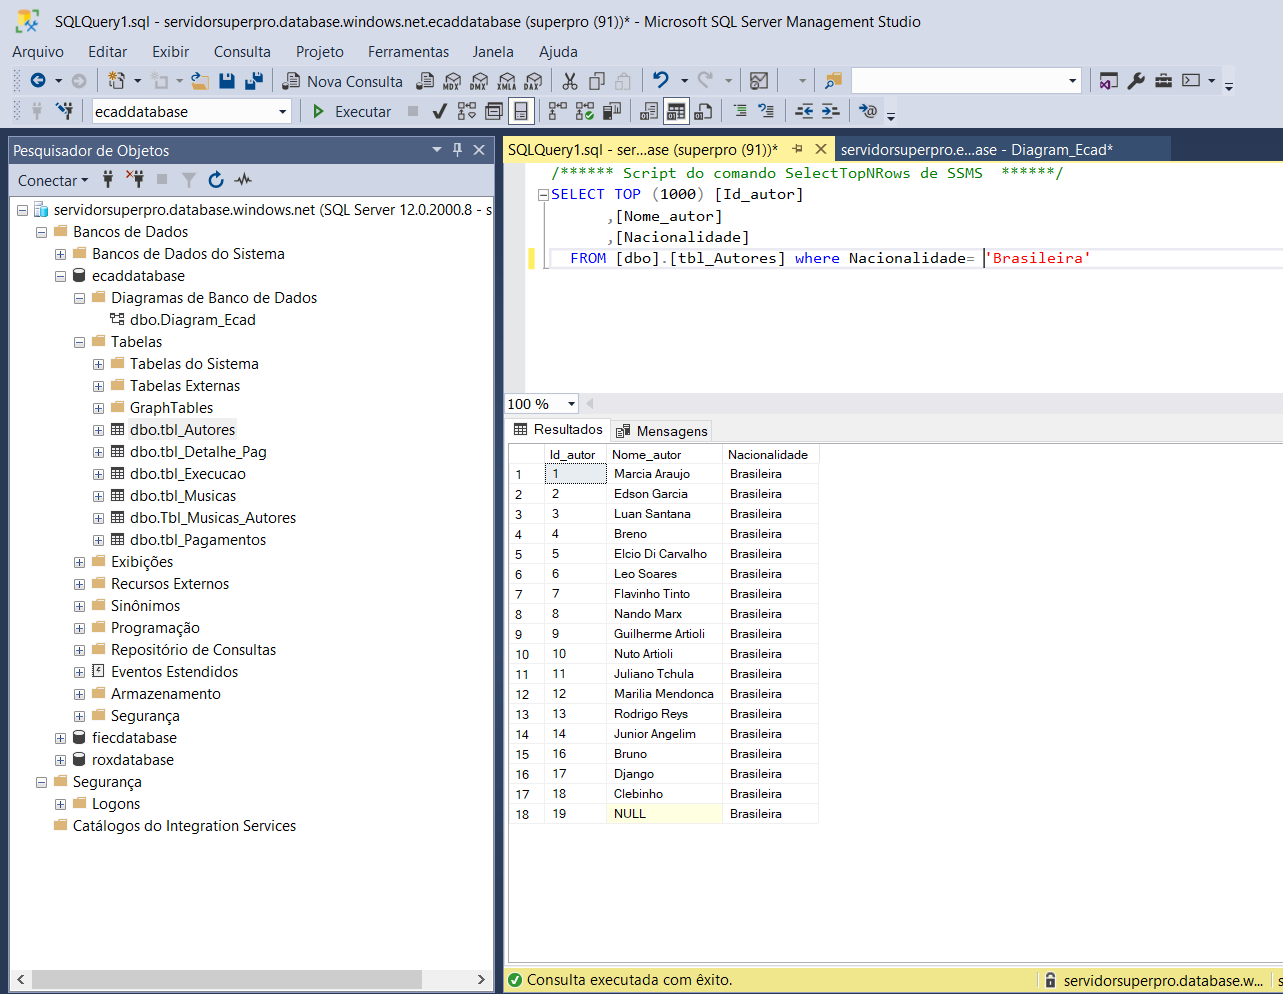 SQLQuery1.sql - servidorsuperpro.database.windows.net.ecaddatabase (superpro (91))* - Microsoft SQL Server Management Studio
Arquivo Editar Exibir Consulta Projeto Ferramentas Janela Ajuda
Nova Consulta MDX DMX XMLA DAX
ecaddatabase Executar
Pesquisador de Objetos
Conectar
servidorsuperpro.database.windows.net (SQL Server 12.0.2000.8 - s
Bancos de Dados
Bancos de Dados do Sistema
ecaddatabase
Diagramas de Banco de Dados
dbo.Diagram_Ecad
Tabelas
Tabelas do Sistema
Tabelas Externas
GraphTables
dbo.tbl_Autores
dbo.tbl_Detalhe_Pag
dbo.tbl_Execucao
dbo.tbl_Musicas
dbo.Tbl_Musicas_Autores
dbo.tbl_Pagamentos
Exibições
Recursos Externos
Sinônimos
Programação
Repositório de Consultas
Eventos Estendidos
Armazenamento
Segurança
fiecdatabase
roxdatabase
Segurança
Logons
Catálogos do Integration Services
SQLQuery1.sql - ser...ase (superpro (91))* servidorsuperpro.e...ase - Diagram_Ecad*
/****** Script do comando SelectTopNRows de SSMS ******/
SELECT TOP (1000) [Id_autor]
,[Nome_autor]
,[Nacionalidade]
FROM [dbo].[tbl_Autores] where Nacionalidade= 'Brasileira'
100 %
Resultados Mensagens
Id_autor Nome_autor Nacionalidade
1 1 Marcia Araujo Brasileira
2 2 Edson Garcia Brasileira
3 3 Luan Santana Brasileira
4 4 Breno Brasileira
5 5 Elcio Di Carvalho Brasileira
6 6 Leo Soares Brasileira
7 7 Flavinho Tinto Brasileira
8 8 Nando Marx Brasileira
9 9 Guilherme Artioli Brasileira
10 10 Nuto Artioli Brasileira
11 11 Juliano Tchula Brasileira
12 12 Marilia Mendonca Brasileira
13 13 Rodrigo Reys Brasileira
14 14 Junior Angelim Brasileira
15 16 Bruno Brasileira
16 17 Django Brasileira
17 18 Clebinho Brasileira
18 19 NULL Brasileira
Consulta executada com êxito. servidorsuperpro.database.w... s